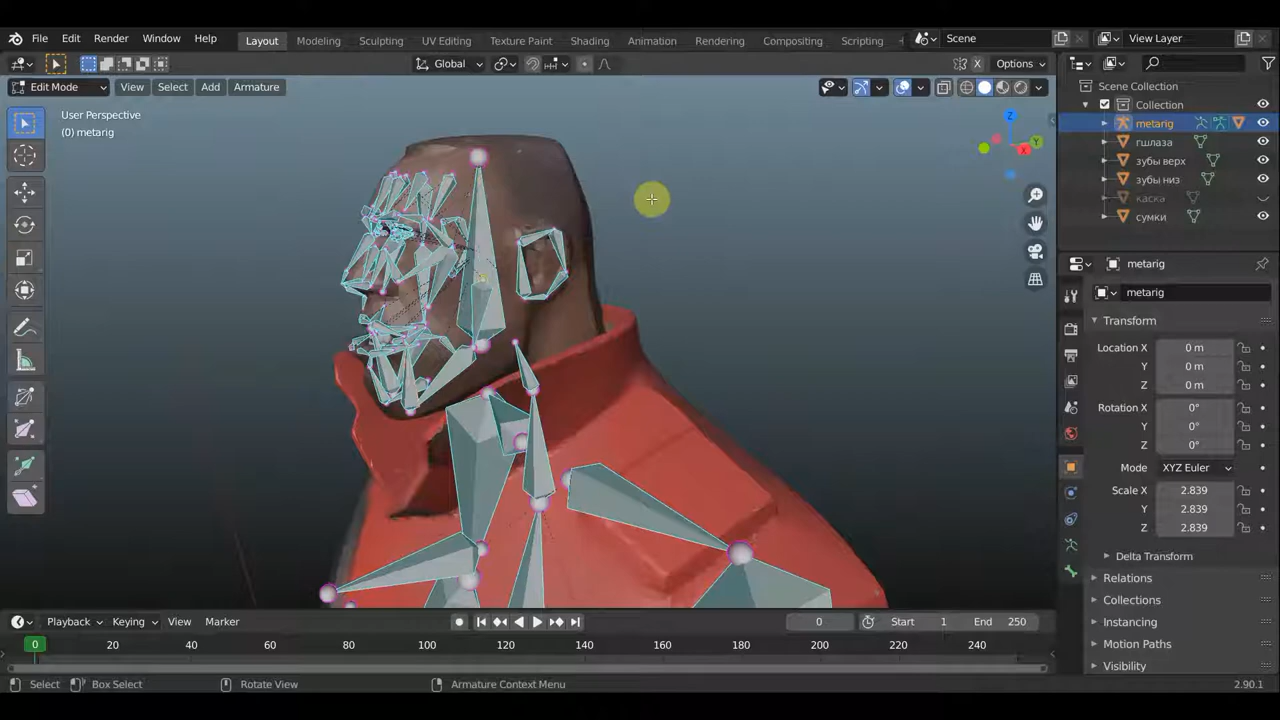 File Edit Render Window Help Layout Modeling Sculpting UV Editing Texture Paint Shading Animation Rendering Compositing Scripting Scene View Layer
Global Options
Edit Mode View Select Add Armature
User Perspective
(0) metarig
Z
Y
X
Scene Collection
Collection
metarig
гшлаза
зубы верх
зубы низ
каска
сумки
metarig
metarig
Transform
Location X 0 m
Y 0 m
Z 0 m
Rotation X 0°
Y 0°
Z 0°
Mode XYZ Euler
Scale X 2.839
Y 2.839
Z 2.839
Delta Transform
Relations
Collections
Instancing
Motion Paths
Visibility
Playback Keying View Marker 0 Start 1 End 250
0 20 40 60 80 100 120 140 160 180 200 220 240
Select Box Select Rotate View Armature Context Menu 2.90.1